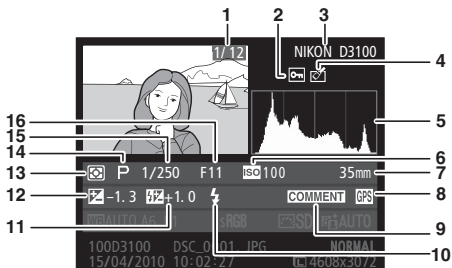 1 2 3
1/12 NIKON D3100
4
5
16
15
14 6
13 P 1/250 F11 ISO 100 35mm 7
12 -1.3 +1.0 COMMENT GPS 8
11 9
10
100D3100 DSC_0001.JPG NORMAL
15/04/2010 10:02:27 L 4608x3072